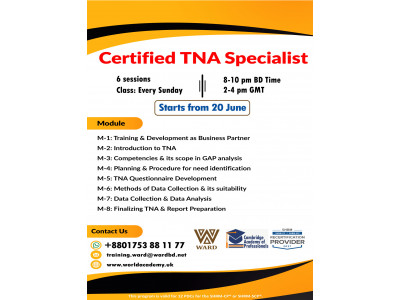 Certified TNA Specialist
6 sessions
Class: Every Sunday
8-10 pm BD Time
2-4 pm GMT
Starts from 20 June
Module
M-1: Training & Development as Business Partner
M-2: Introduction to TNA
M-3: Competencies & its scope in GAP analysis
M-4: Planning & Procedure for need identification
M-5: TNA Questionnaire Development
M-6: Methods of Data Collection & its suitability
M-7: Data Collection & Data Analysis
M-8: Finalizing TNA & Report Preparation
Contact Us
+8801753 88 11 77
training.ward@wardbd.net
www.worldacademy.uk
WARD
Cambridge
Academy of
Professionals
RECERTIFICATION
PROVIDER